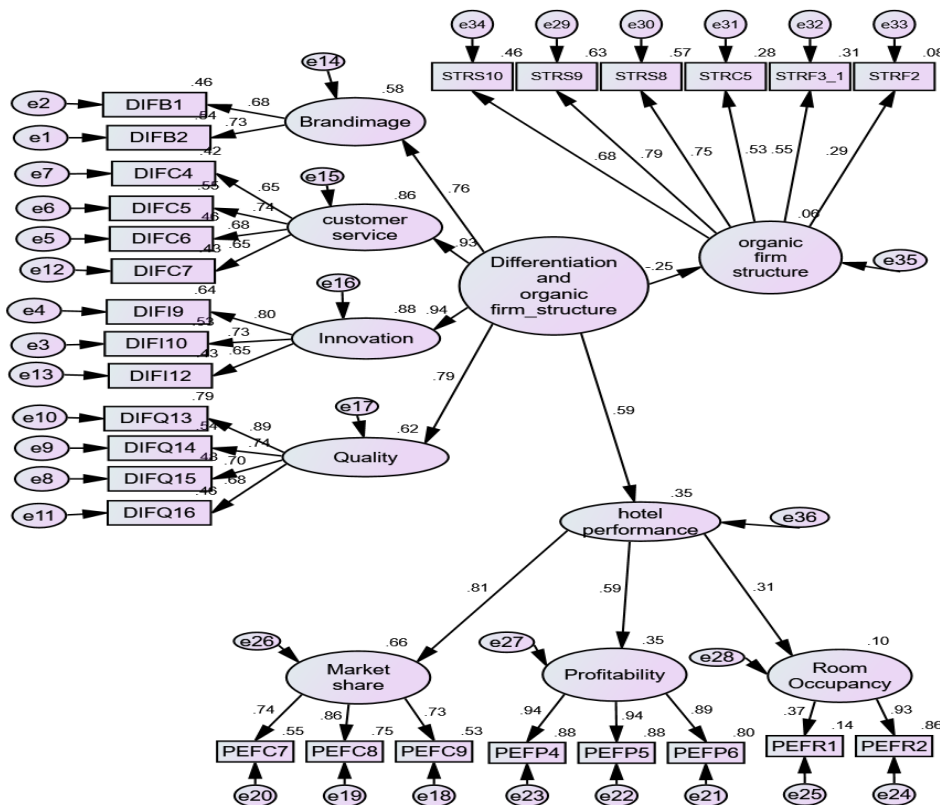 e34 e29 e30 e31 e32 e33
.46 .63 .57 .28 .31 .08
STRS10 STRS9 STRS8 STRC5 STRF3_1 STRF2
.68 .79 .75 .53 .55 .29
e14
.58
Brandimage
.46
e2 DIFB1 .68
.54
e1 DIFB2 .73
.42
e7 DIFC4 .65
.55
e6 DIFC5 .74
.46
e5 DIFC6 .68
.43
e12 DIFC7 .65
e15
.86
customer
service
.76
.93
.06
organic
firm
structure
e35
-.25
Differentiation
and
organic
firm_structure
.64
e4 DIFI9 .80
.53
e3 DIFI10 .73
.43
e13 DIFI12 .65
e16
.88 .94
Innovation
.79
.79
e10 DIFQ13 .89
.54
e9 DIFQ14 .74
.48
e8 DIFQ15 .70
.46
e11 DIFQ16 .68
e17
.62
Quality
.59
.35
hotel
performance
e36
.81 .59 .31
e26 .66
Market
share
e27 .35
Profitability
e28 .10
Room
Occupancy
.74 .86 .73 .94 .94 .89 .37 .93
.55 .75 .53 .88 .88 .80 .14 .86
PEFC7 PEFC8 PEFC9 PEFP4 PEFP5 PEFP6 PEFR1 PEFR2
e20 e19 e18 e23 e22 e21 e25 e24